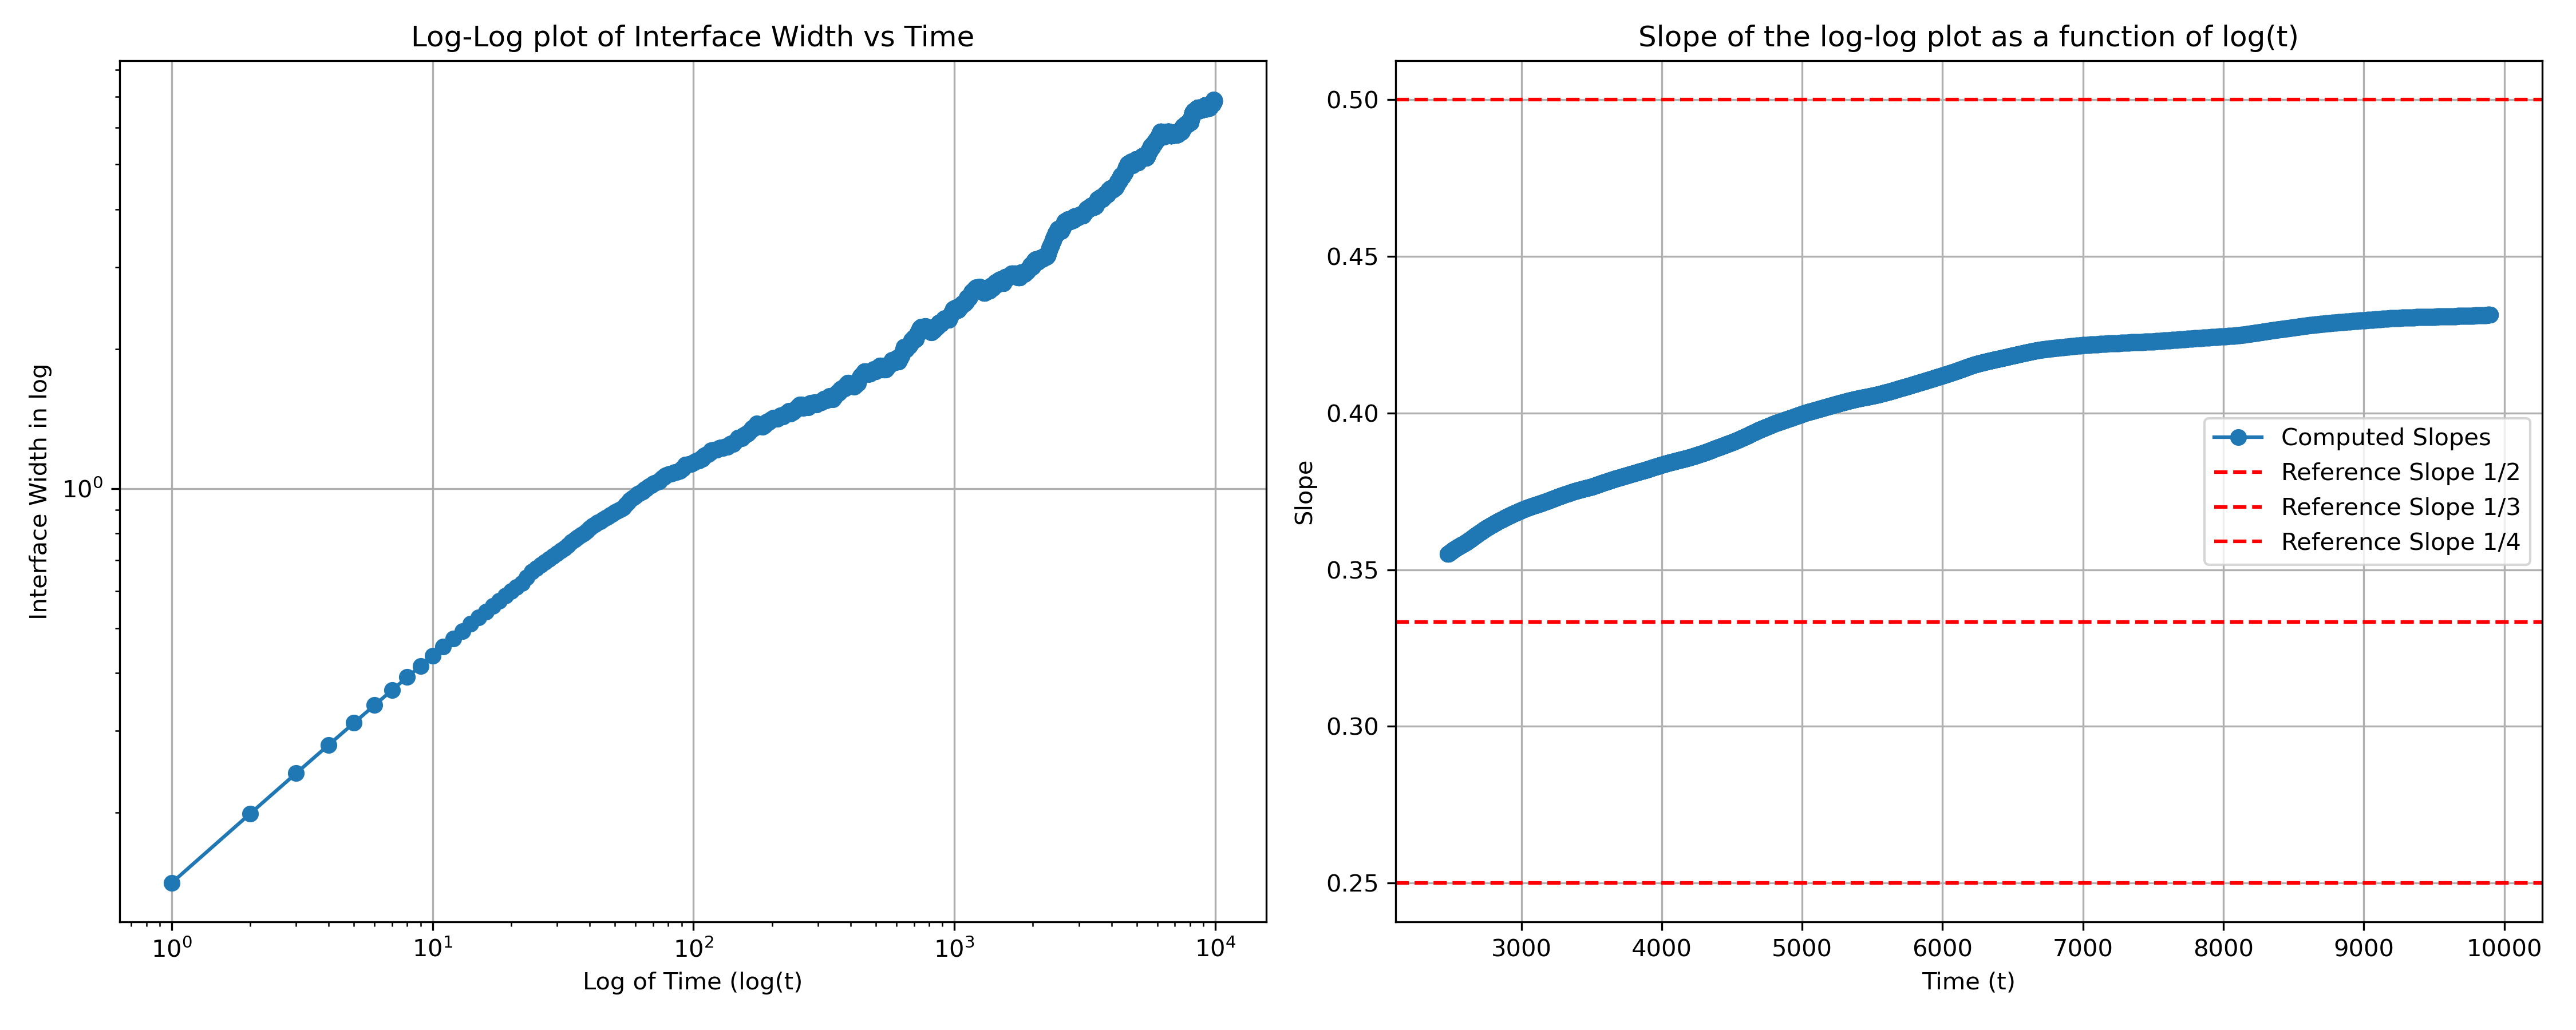 Log-Log plot of Interface Width vs Time
Interface Width in log
10⁰
10⁰ 10¹ 10² 10³ 10⁴
Log of Time (log(t)
Slope of the log-log plot as a function of log(t)
Slope
0.50
0.45
0.40
0.35
0.30
0.25
Computed Slopes
Reference Slope 1/2
Reference Slope 1/3
Reference Slope 1/4
3000 4000 5000 6000 7000 8000 9000 10000
Time (t)